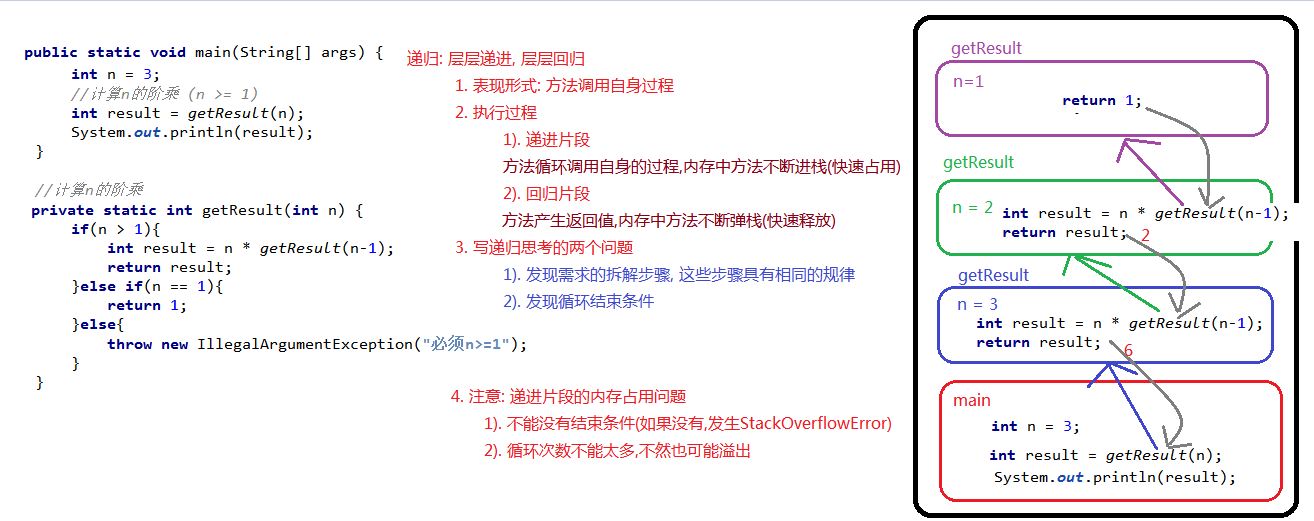 public static void main(String[] args) {
int n = 3;
//计算n的阶乘 (n >= 1)
int result = getResult(n);
System.out.println(result);
}
//计算n的阶乘
private static int getResult(int n) {
if(n > 1){
int result = n * getResult(n-1);
return result;
}else if(n == 1){
return 1;
}else{
throw new IllegalArgumentException("必须n>=1");
}
}
递归: 层层递进, 层层回归
1. 表现形式: 方法调用自身过程
2. 执行过程
1). 递进片段
方法循环调用自身的过程,内存中方法不断进栈(快速占用)
2). 回归片段
方法产生返回值,内存中方法不断弹栈(快速释放)
3. 写递归思考的两个问题
1). 发现需求的拆解步骤, 这些步骤具有相同的规律
2). 发现循环结束条件
4. 注意: 递进片段的内存占用问题
1). 不能没有结束条件(如果没有,发生StackOverflowError)
2). 循环次数不能太多,不然也可能溢出
getResult
n=1
return 1;
getResult
n = 2
int result = n * getResult(n-1);
return result;
2
getResult
n = 3
int result = n * getResult(n-1);
return result;
6
main
int n = 3;
int result = getResult(n);
System.out.println(result);